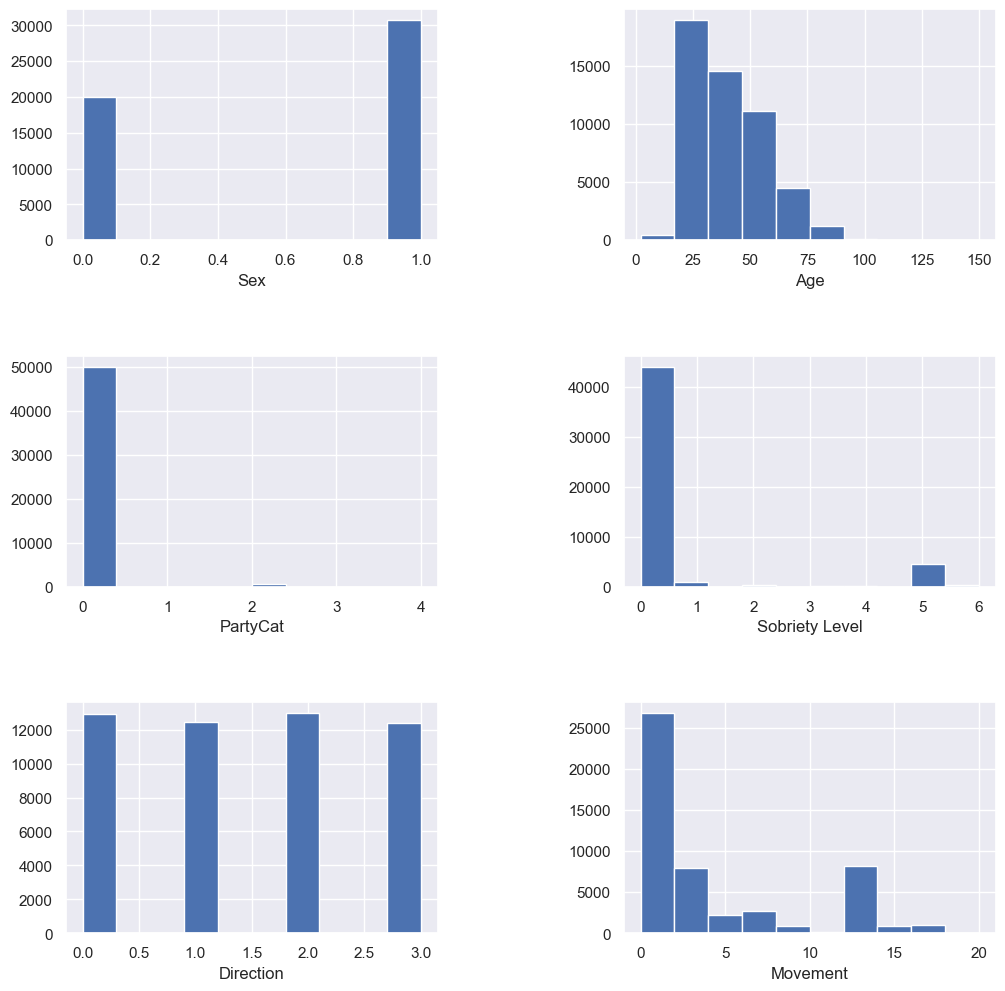 30000
25000
20000
15000
10000
5000
0
0.0 0.2 0.4 0.6 0.8 1.0
Sex
15000
10000
5000
0
0 25 50 75 100 125 150
Age
50000
40000
30000
20000
10000
0
0 1 2 3 4
PartyCat
40000
30000
20000
10000
0
0 1 2 3 4 5 6
Sobriety Level
12000
10000
8000
6000
4000
2000
0
0.0 0.5 1.0 1.5 2.0 2.5 3.0
Direction
25000
20000
15000
10000
5000
0
0 5 10 15 20
Movement